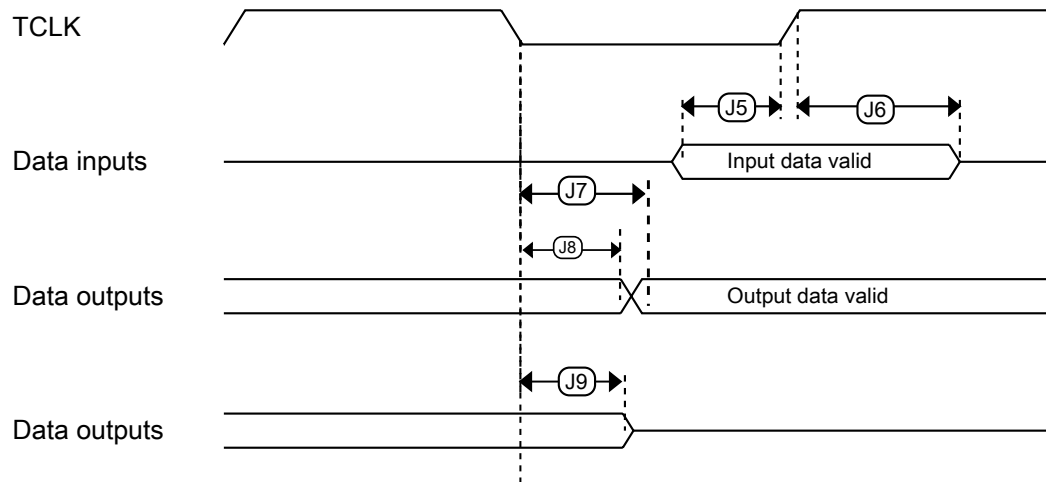 TCLK
J5
J6
Data inputs
Input data valid
J7
J8
Data outputs
Output data valid
J9
Data outputs